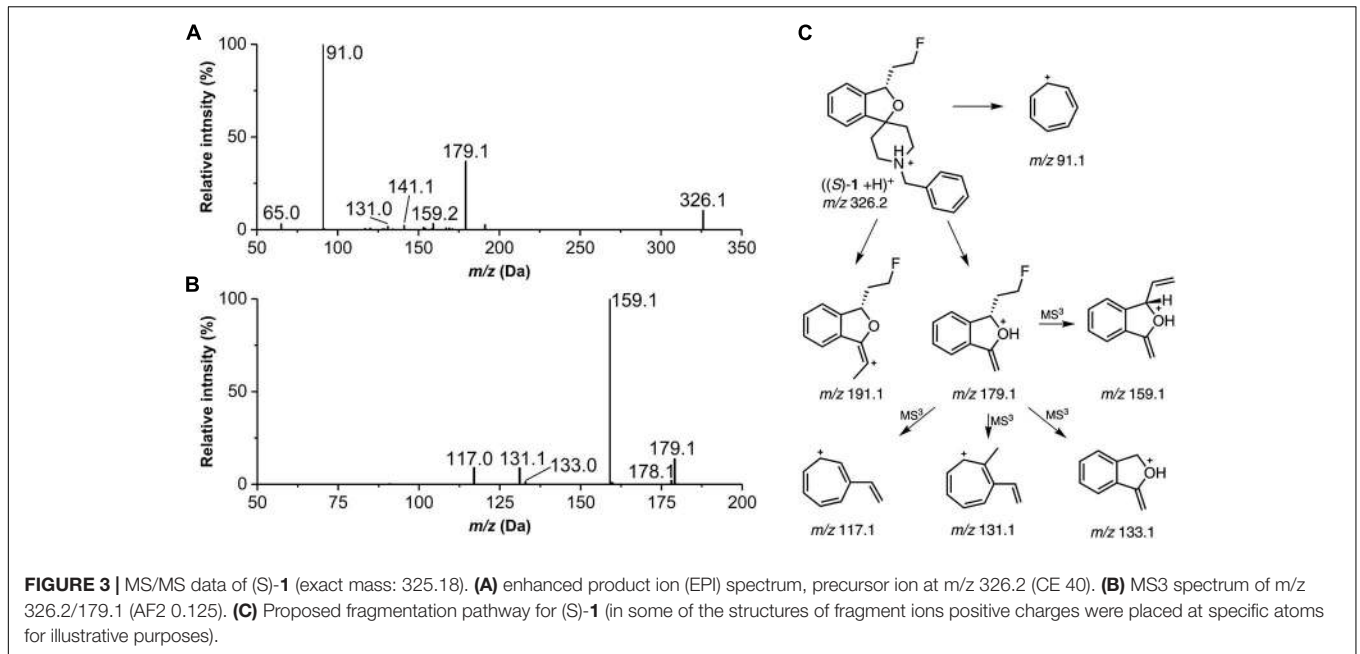 A
Relative intnsity (%)
100
50
0
91.0
65.0
131.0
141.1
159.2
179.1
326.1
50 100 150 200 250 300 350
m/z (Da)
B
Relative intnsity (%)
100
50
0
159.1
117.0
131.1
133.0
178.1
179.1
50 75 100 125 150 175 200
m/z (Da)
C
F
O
H
N
+
((S)-1 +H)+
m/z 326.2
+
m/z 91.1
F
O
+
m/z 191.1
F
+
OH
m/z 179.1
MS3
H
+
OH
m/z 159.1
MS3
MS3
MS3
+
m/z 117.1
+
m/z 131.1
+
OH
m/z 133.1
FIGURE 3 | MS/MS data of (S)-1 (exact mass: 325.18). (A) enhanced product ion (EPI) spectrum, precursor ion at m/z 326.2 (CE 40). (B) MS3 spectrum of m/z
326.2/179.1 (AF2 0.125). (C) Proposed fragmentation pathway for (S)-1 (in some of the structures of fragment ions positive charges were placed at specific atoms
for illustrative purposes).